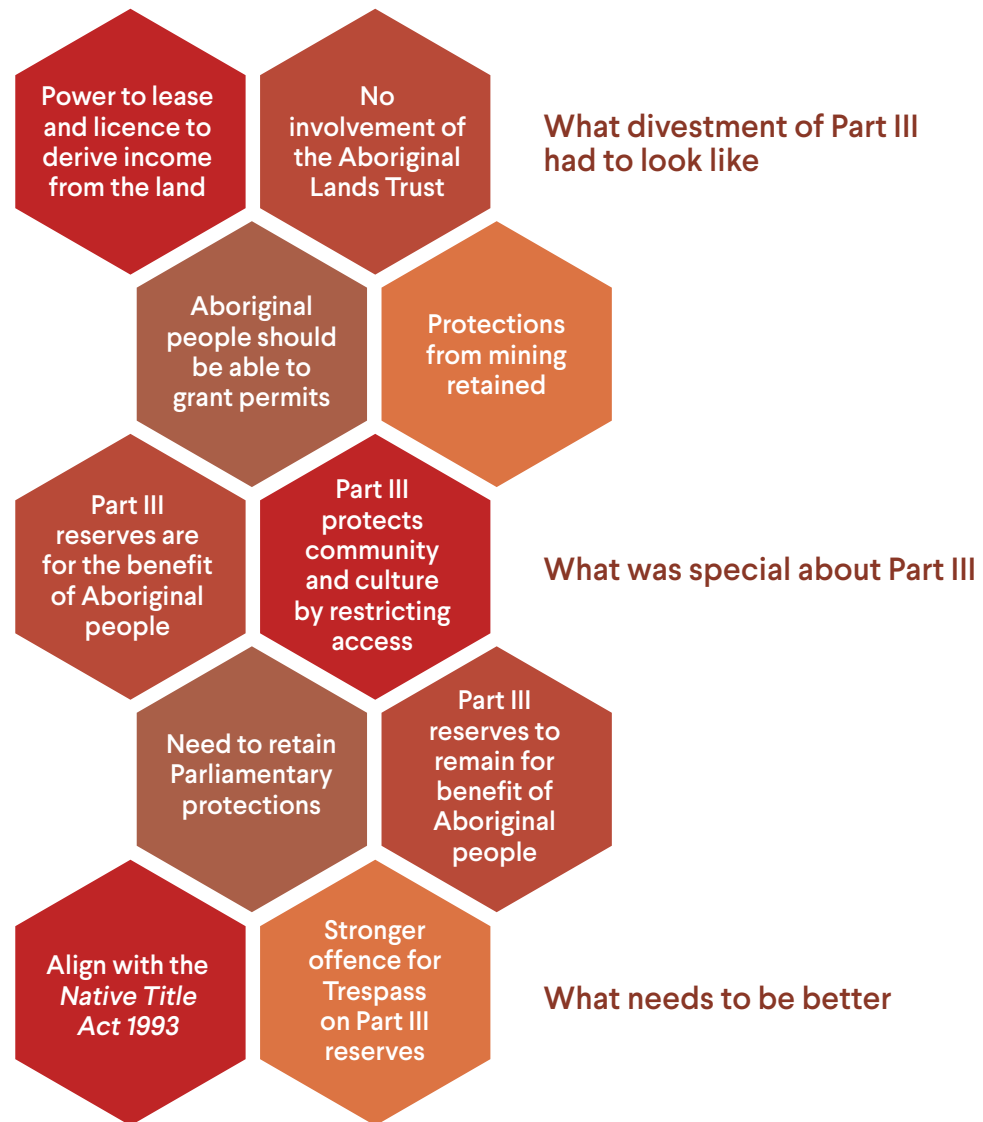 Power to lease
and licence to
derive income
from the land
No
involvement of
the Aboriginal
Lands Trust
What divestment of Part III
had to look like
Aboriginal
people should
be able to
grant permits
Protections
from mining
retained
Part III
reserves are
for the benefit
of Aboriginal
people
Part III
protects
community
and culture
by restricting
access
What was special about Part III
Need to retain
Parliamentary
protections
Part III
reserves to
remain for
benefit of
Aboriginal
people
Align with the
Native Title
Act 1993
Stronger
offence for
Trespass
on Part III
reserves
What needs to be better